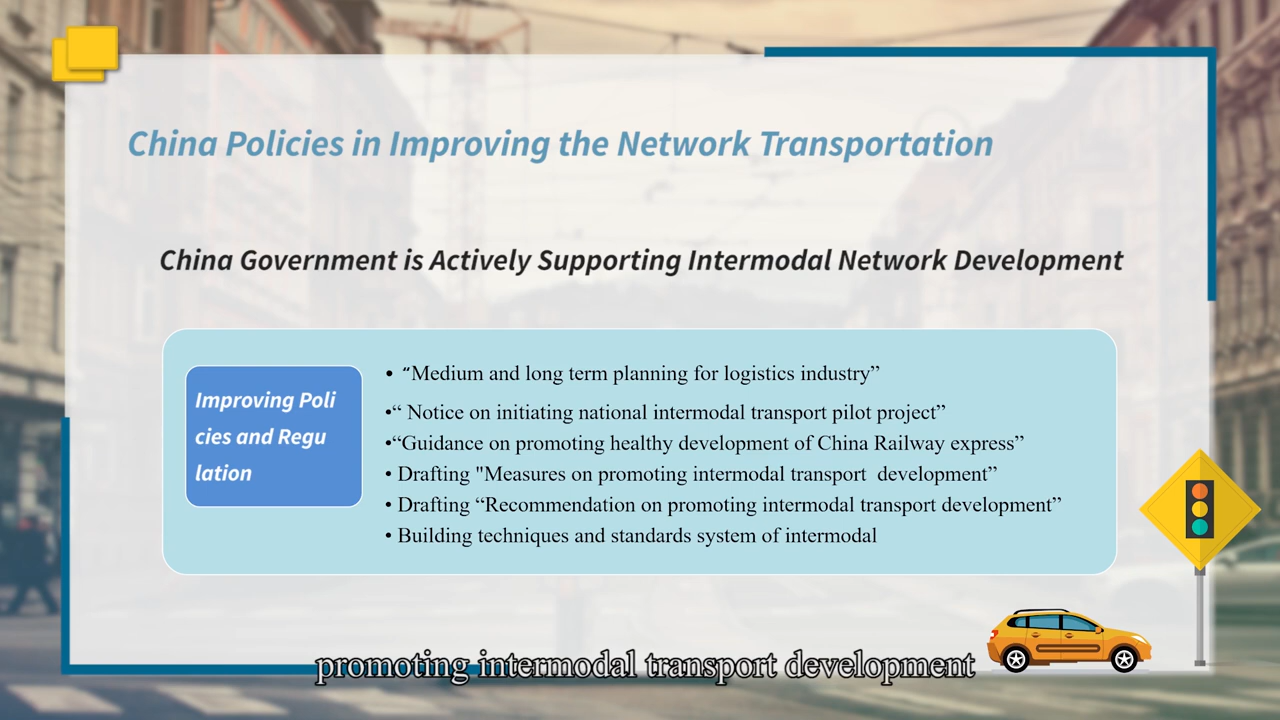 China Policies in Improving the Network Transportation
China Government is Actively Supporting Intermodal Network Development
Improving Poli
cies and Regu
lation
• “Medium and long term planning for logistics industry”
•“ Notice on initiating national intermodal transport pilot project”
•“Guidance on promoting healthy development of China Railway express”
• Drafting "Measures on promoting intermodal transport  development”
• Drafting “Recommendation on promoting intermodal transport development”
• Building techniques and standards system of intermodal
promoting intermodal transport development